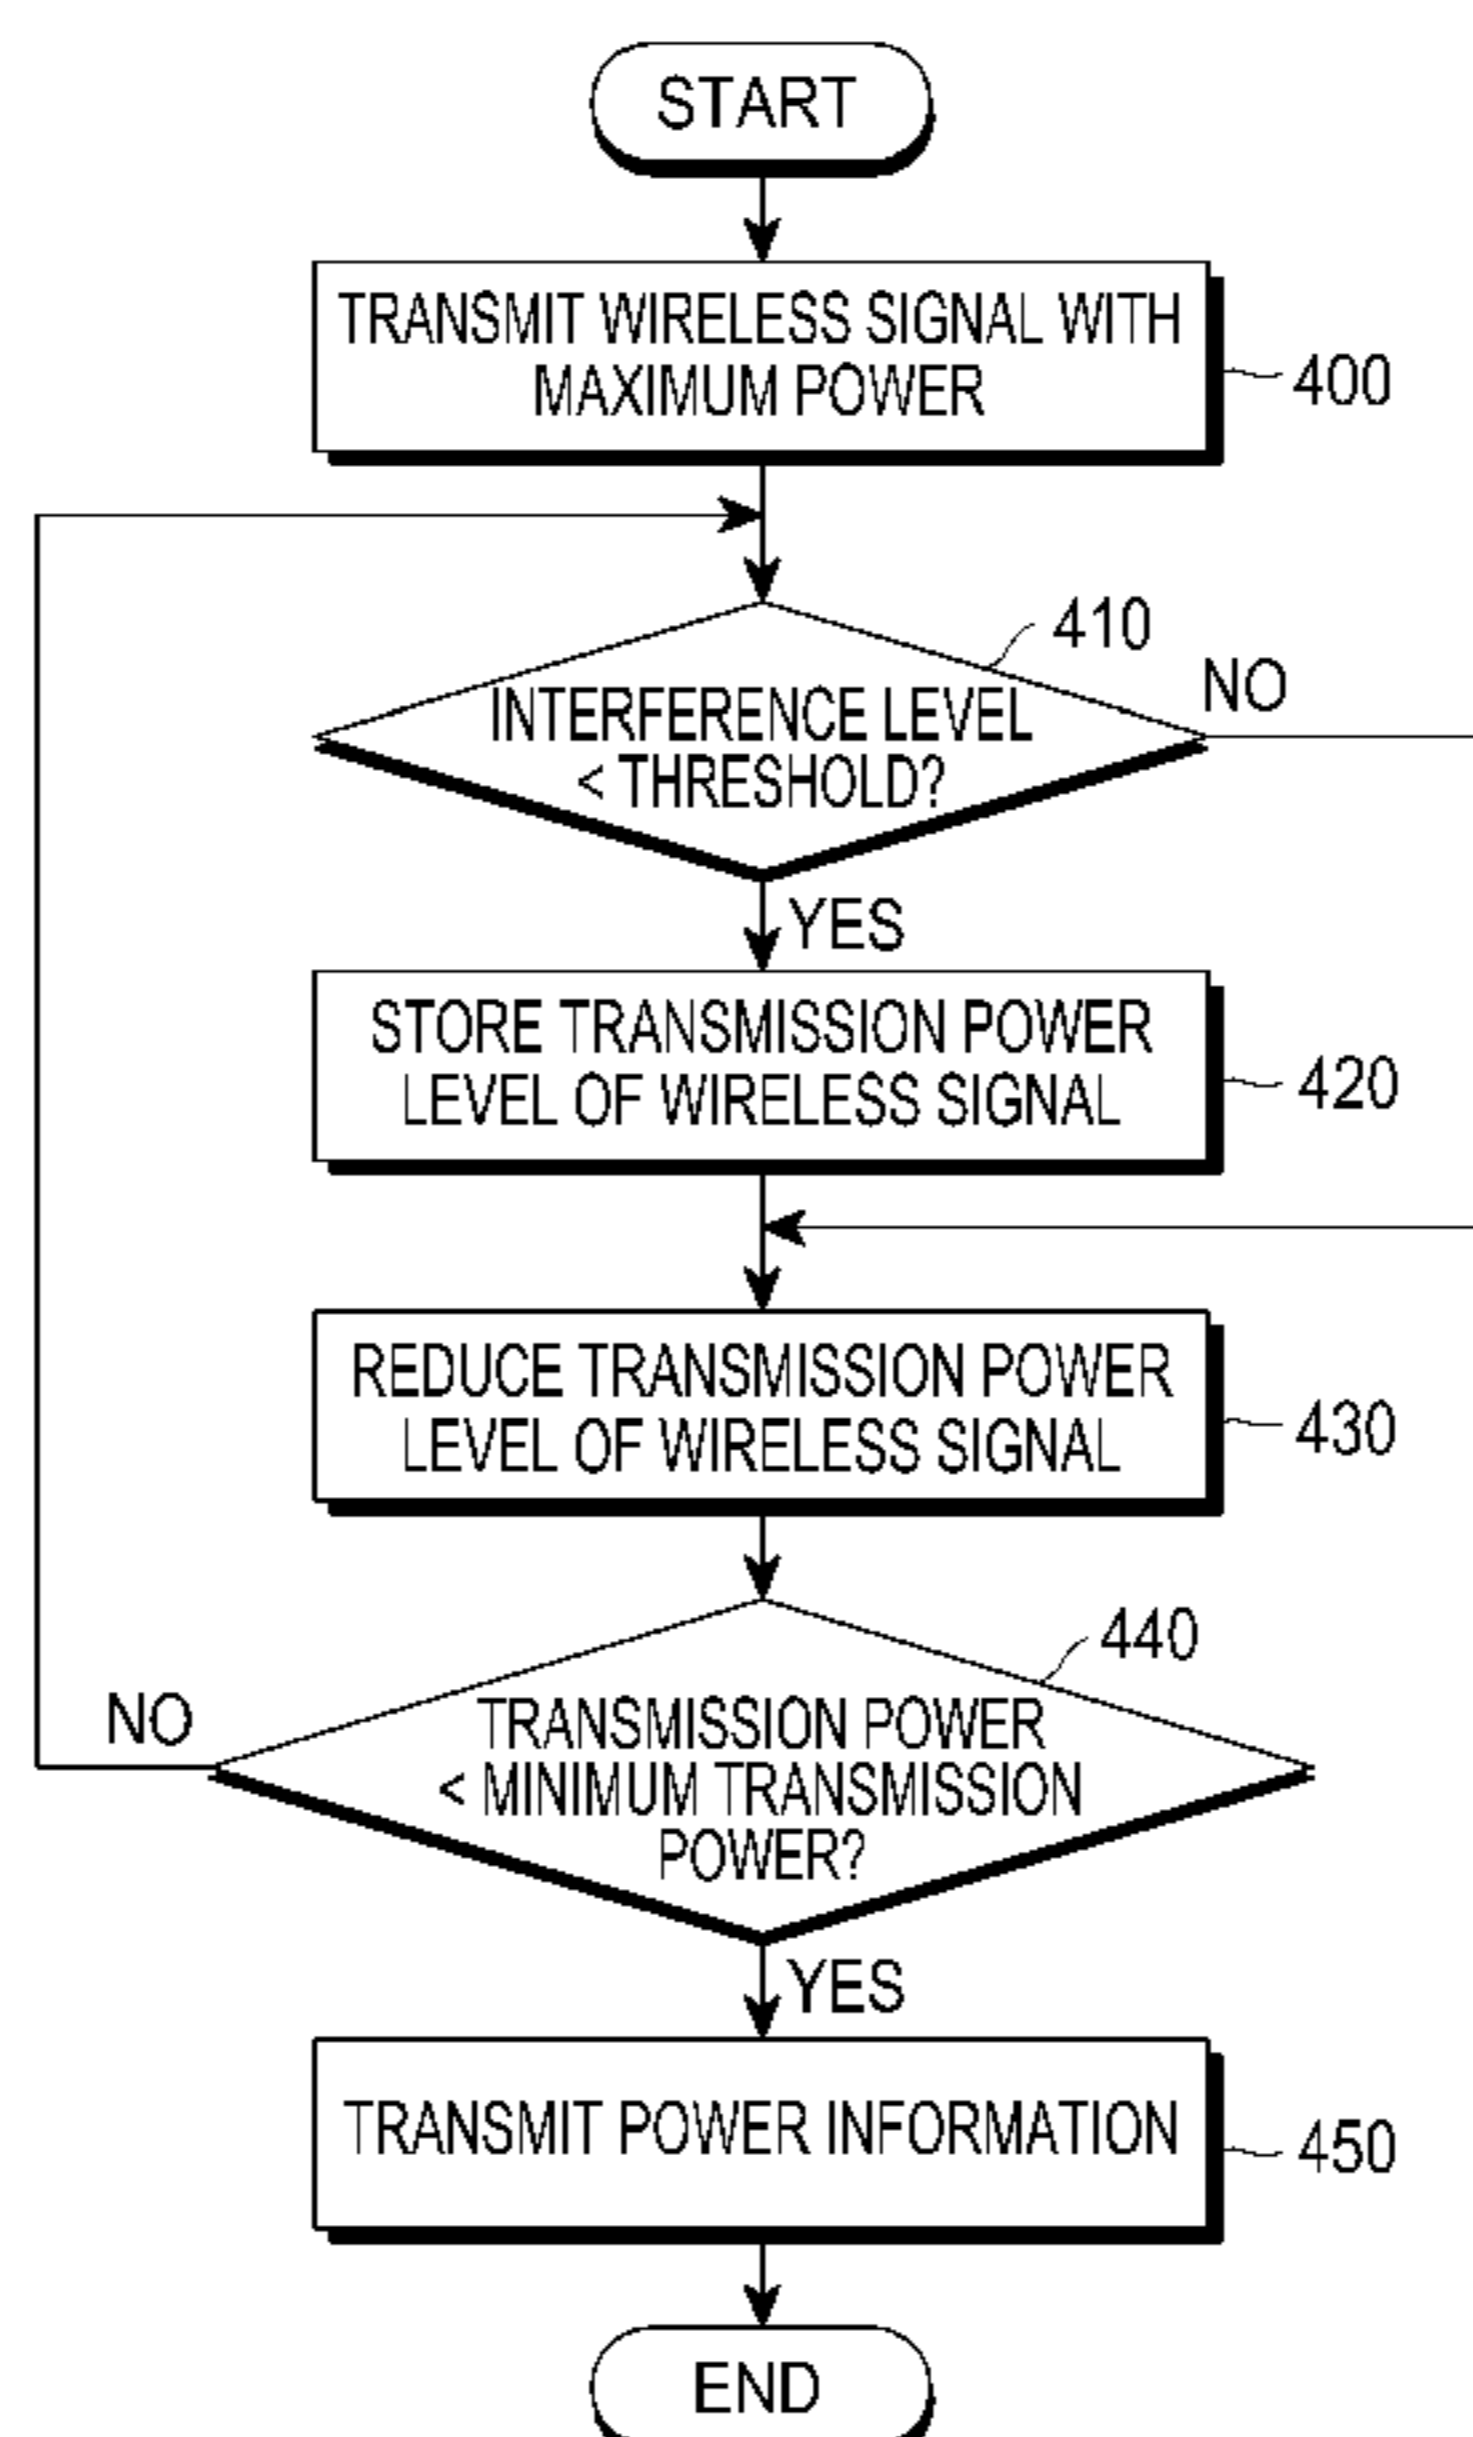 START
TRANSMIT WIRELESS SIGNAL WITH
MAXIMUM POWER
400
410
NO
INTERFERENCE LEVEL
< THRESHOLD?
YES
STORE TRANSMISSION POWER
LEVEL OF WIRELESS SIGNAL
420
REDUCE TRANSMISSION POWER
LEVEL OF WIRELESS SIGNAL
430
440
NO
TRANSMISSION POWER
< MINIMUM TRANSMISSION
POWER?
YES
TRANSMIT POWER INFORMATION
450
END